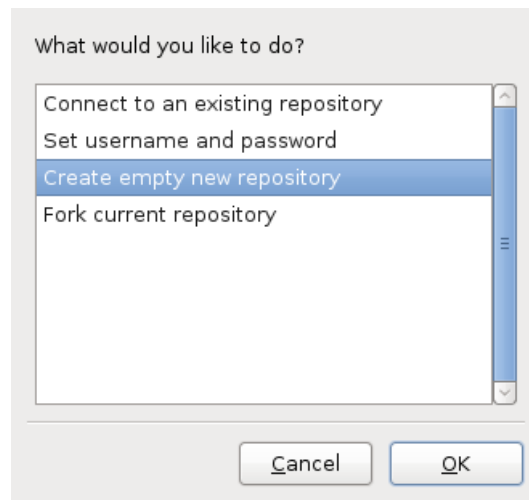 What would you like to do?
Connect to an existing repository
Set username and password
Create empty new repository
Fork current repository
Cancel
OK